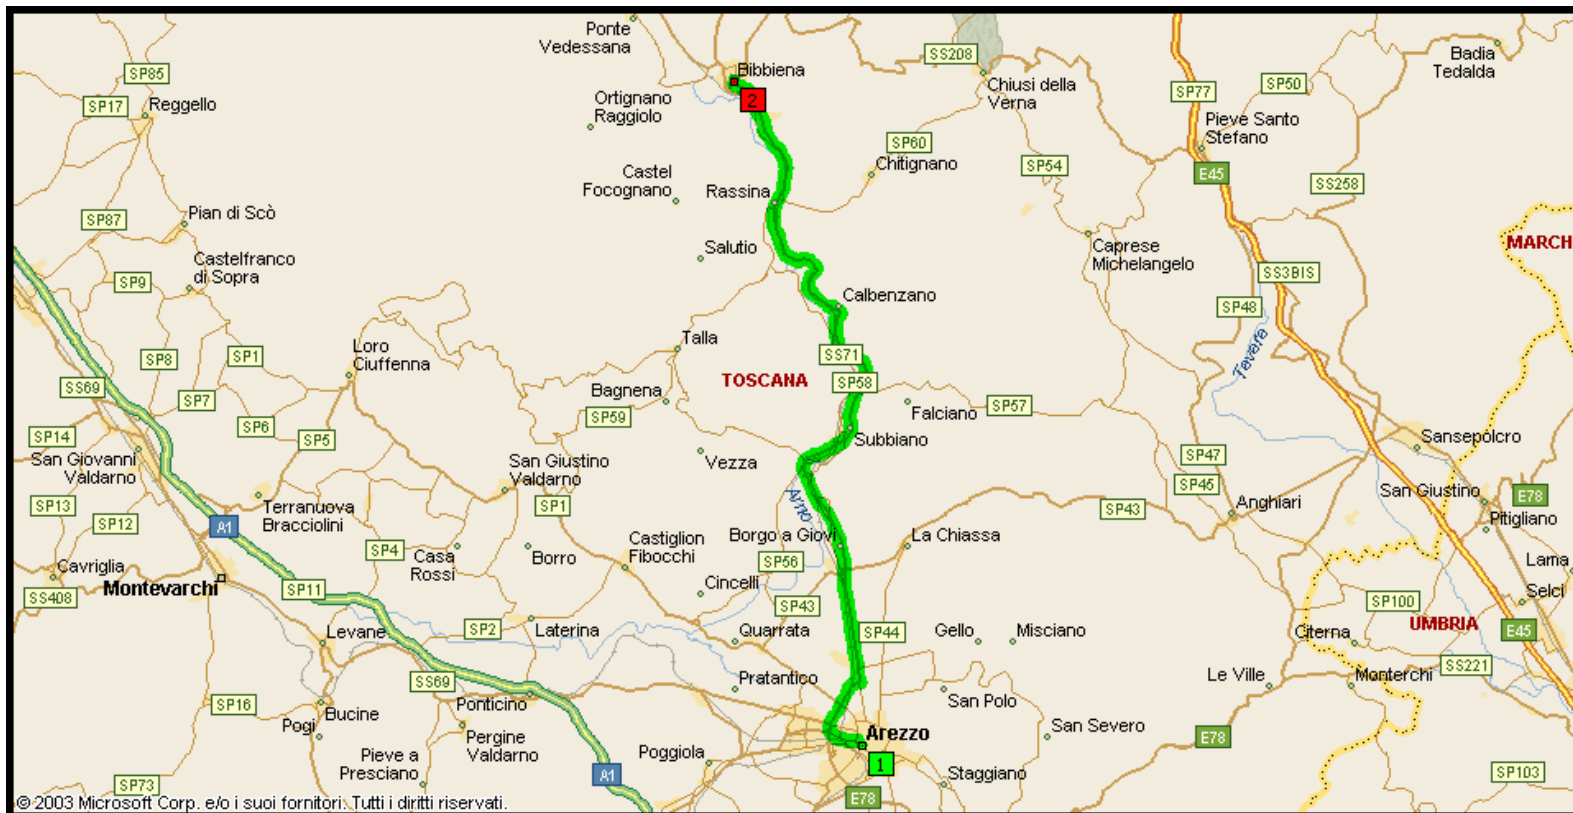 Ponte
Vedessana
Bibbiena
2
SS208
Chiusi della
Verna
Badia
Tedalda
SP85
SP17
Reggello
Ortignano
Raggiolo
SP77
SP50
Pieve Santo
Stefano
SP60
Chitignano
SP54
E45
SS258
Castel
Focognano
Rassina
SP87
Pian di Scò
Castelfranco
di Sopra
SP9
Salutio
Caprese
Michelangelo
MARCH
SS3BIS
SP48
Calbenzano
Tevere
SP8
SP1
Loro
Ciuffenna
Talla
SS71
SS69
SP7
Bagnena
TOSCANA
SP58
SP59
Falciano
SP57
SP6
SP5
SP14
San Giovanni
Valdarno
Subbiano
Vezza
Sansepolcro
SP47
SP45
San Giustino
Valdarno
SP1
Arno
SP43
Anghiari
San Giustino
E78
Pitigliano
SP13
SP12
Terranuova
Bracciolini
A1
SP4
Casa
Rossi
Borro
Castiglion
Fibocchi
Borgo a Giovi
La Chiassa
SP56
Cavriglia
Montevarchi
SS408
SP11
Cincelli
SP43
Lama
Selci
SP100
UMBRIA
E45
Levane
SP2
Laterina
Quarrata
SP44
Gello
Misciano
Citerna
SS221
SS69
Ponticino
Pratantico
San Polo
Le Ville
Monterchi
SP16
Bucine
Pogi
Pergine
Valdarno
Pieve a
Presciano
Poggiola
Arezzo
1
San Severo
E78
SP73
A1
E78
Staggiano
SP103
© 2003 Microsoft Corp. e/o i suoi fornitori. Tutti i diritti riservati.